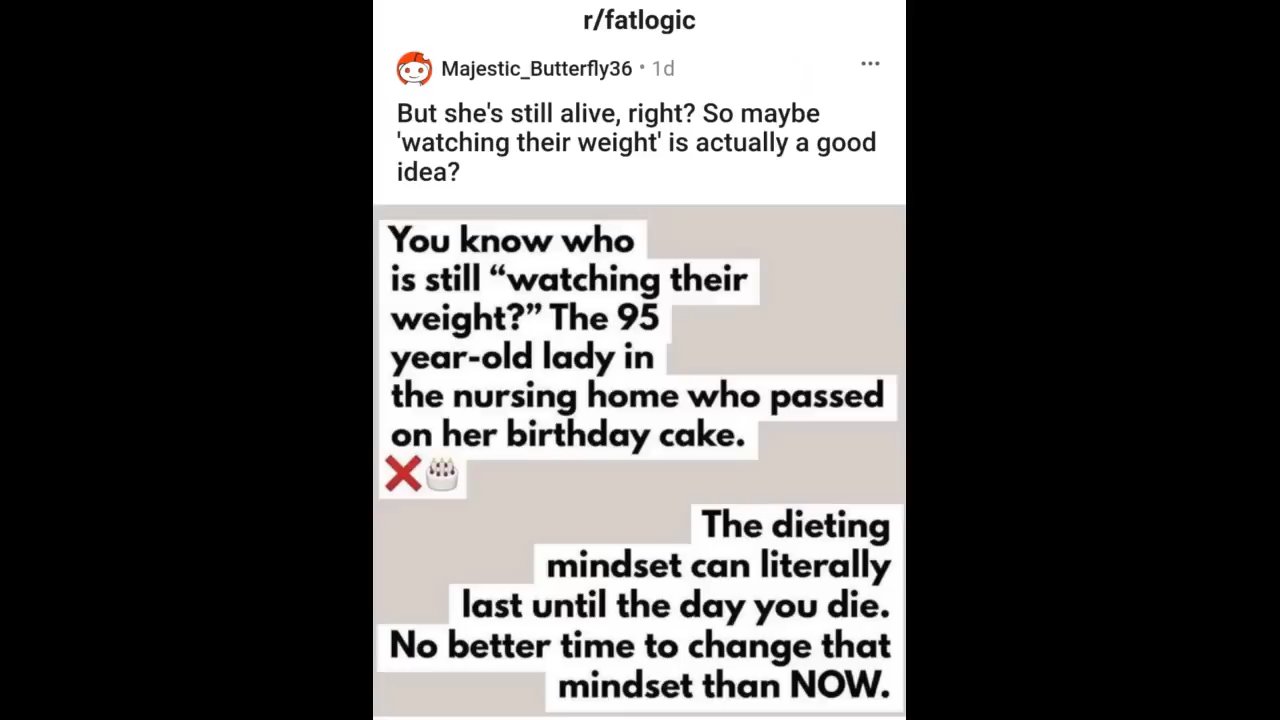 r/fatlogic
Majestic_Butterfly36 • 1d
But she's still alive, right? So maybe
'watching their weight' is actually a good
idea?
You know who
is still “watching their
weight?” The 95
year-old lady in
the nursing home who passed
on her birthday cake.
❌🎂
The dieting
mindset can literally
last until the day you die.
No better time to change that
mindset than NOW.